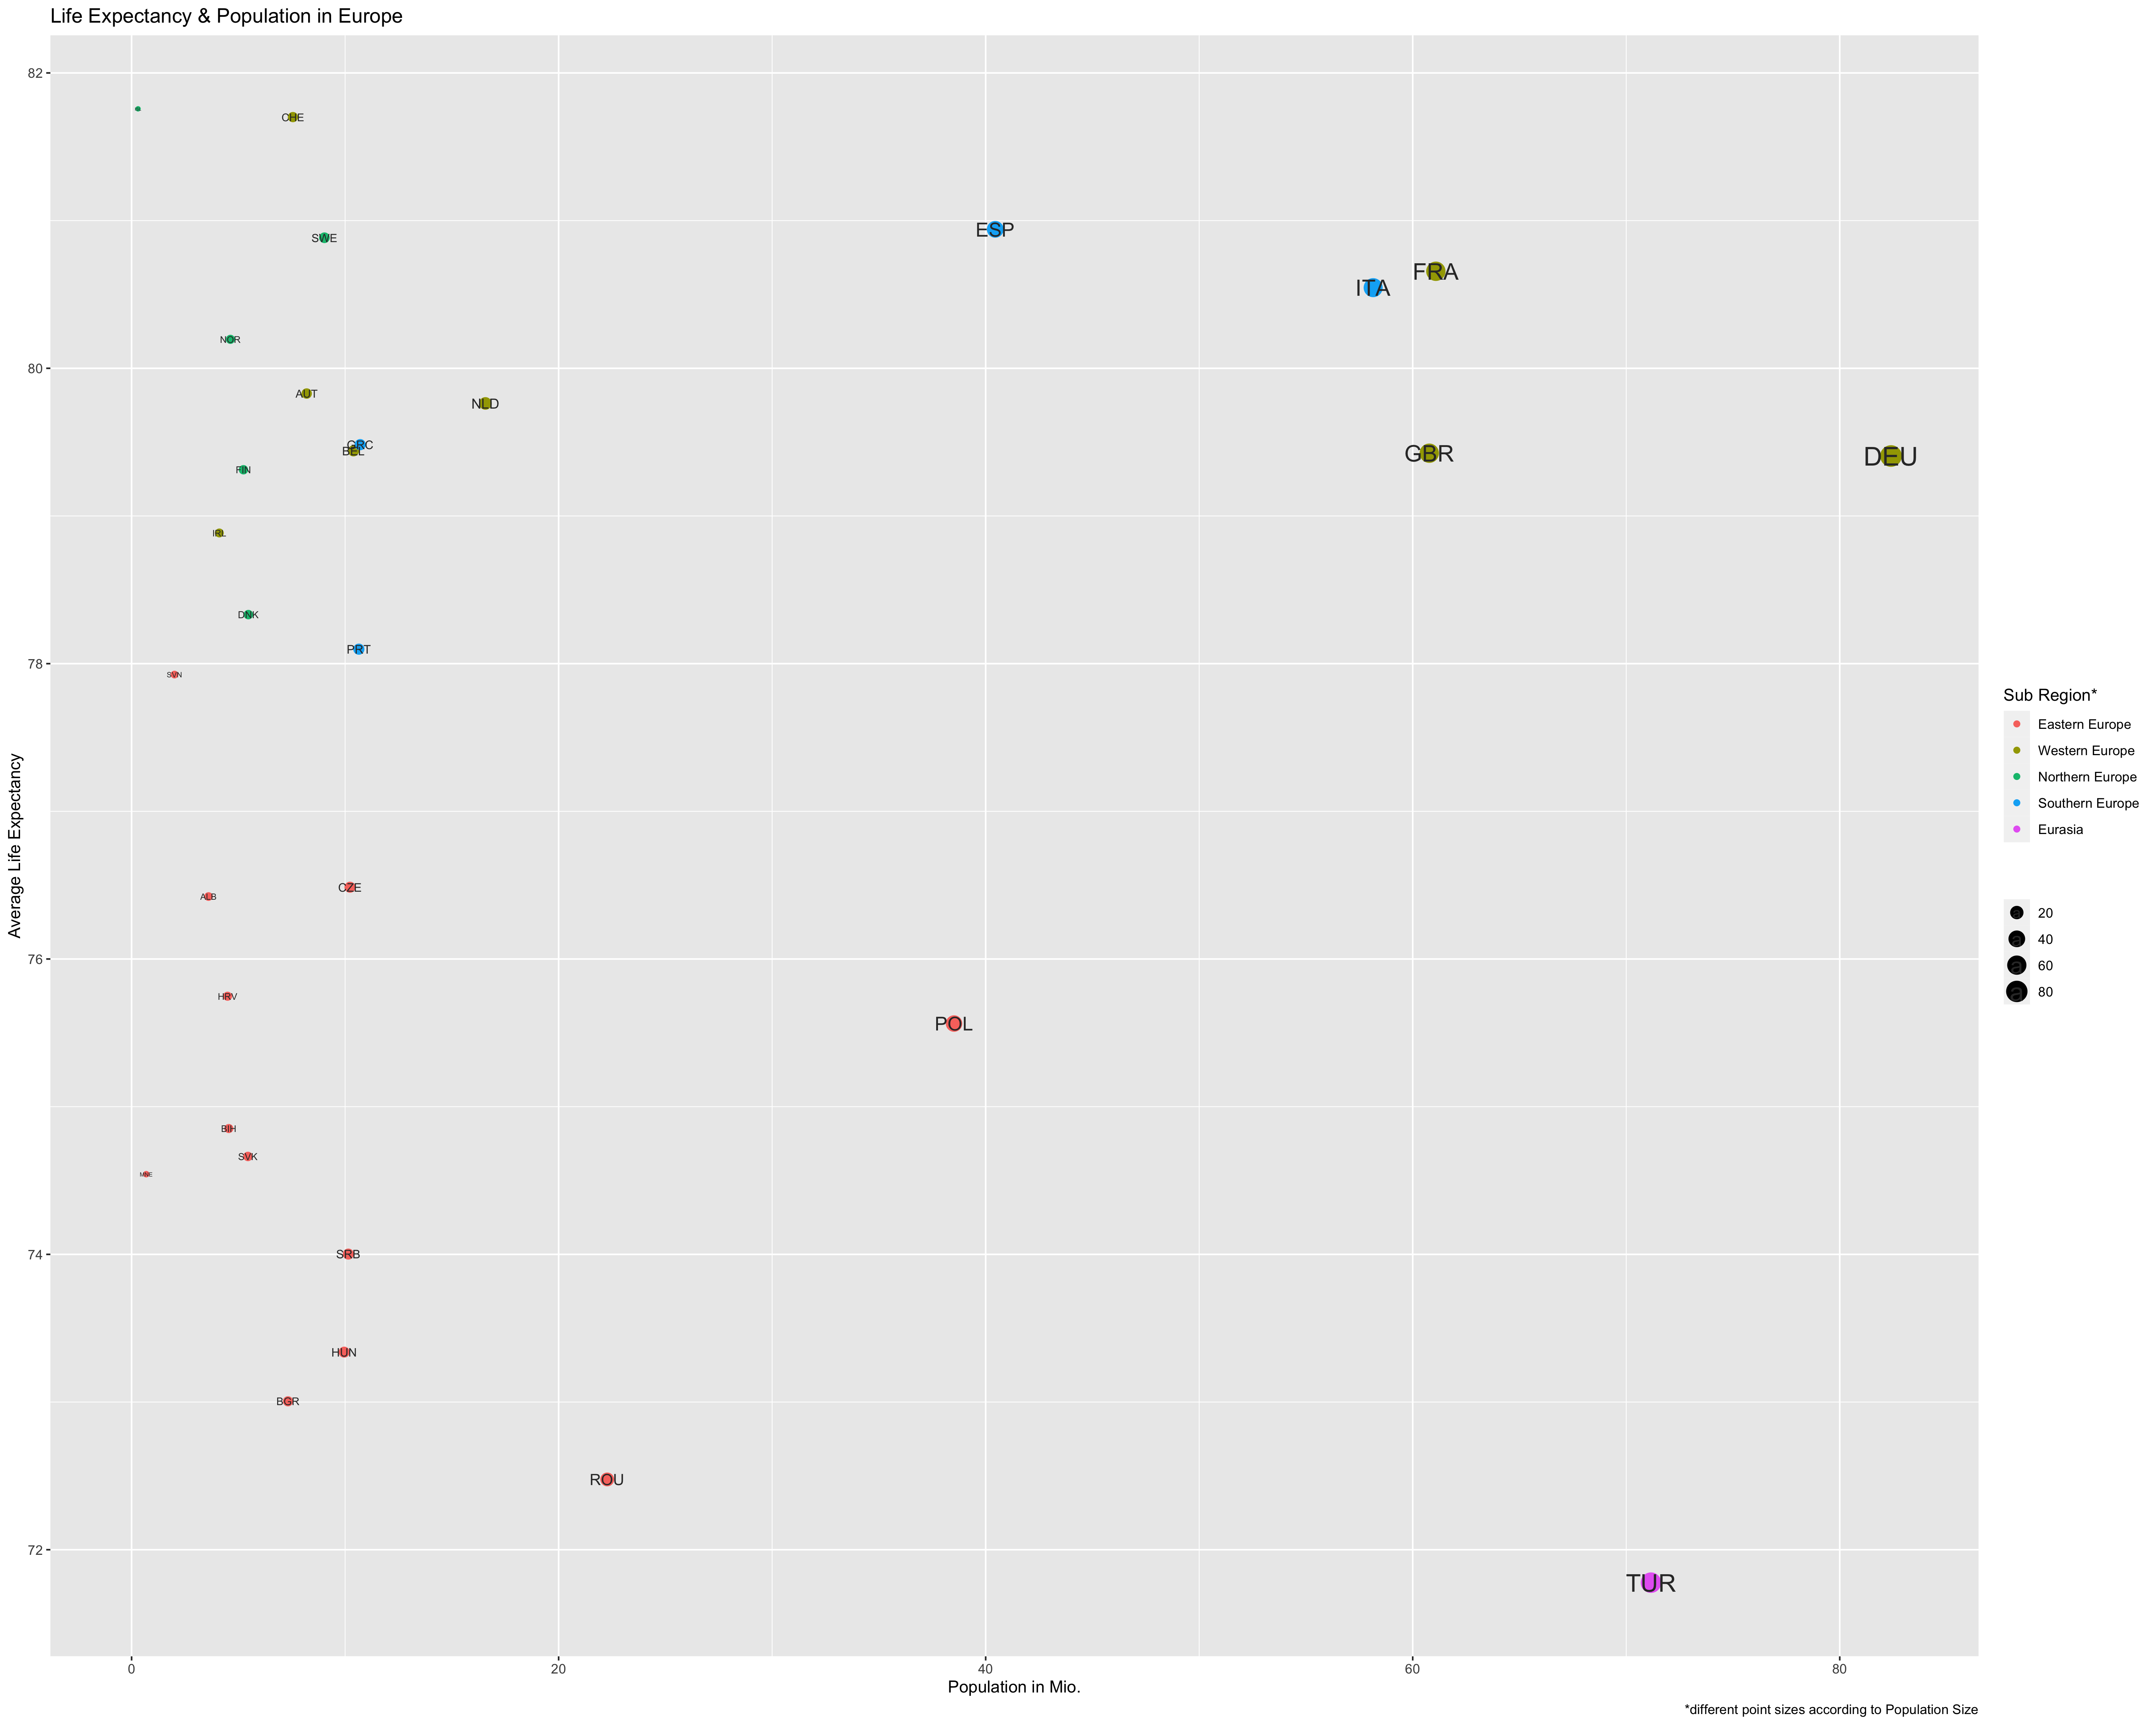 Life Expectancy & Population in Europe
82
CHE
SWE
ESP
FRA
ITA
NOR
80
AUT
NLD
GRC
BEL
GBR
DEU
FIN
IRL
DNK
PRT
78
SVN
Average Life Expectancy
CZE
ALB
76
HRV
POL
BIH
SVK
MNE
74
SRB
HUN
BGR
ROU
72
TUR
0 20 40 60 80
Population in Mio.
*different point sizes according to Population Size
Sub Region*
Eastern Europe
Western Europe
Northern Europe
Southern Europe
Eurasia
a 20
a 40
a 60
a 80